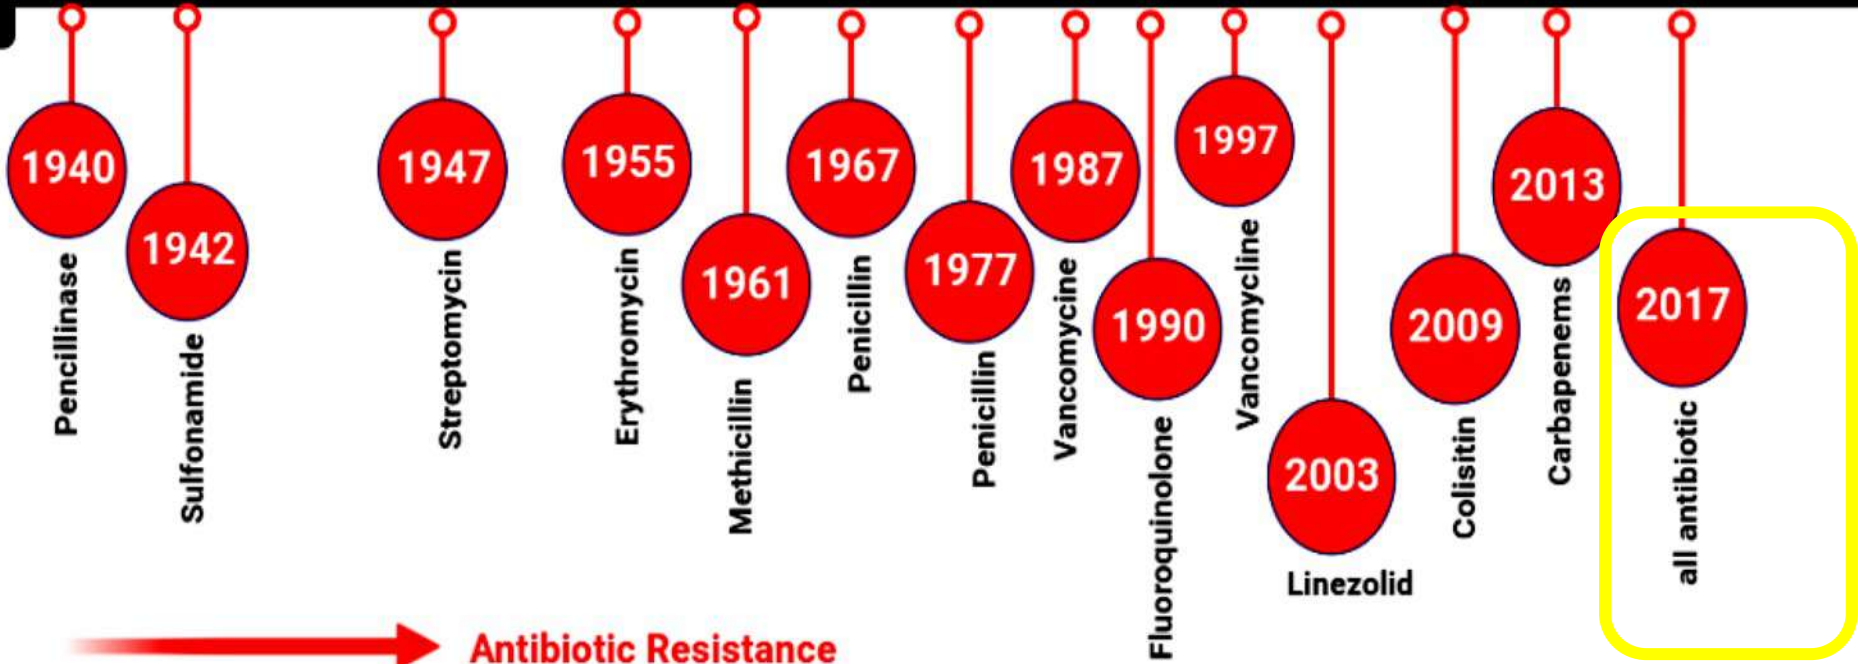 1940
Pencillinase
1942
Sulfonamide
1947
Streptomycin
1955
Erythromycin
1961
Methicillin
1967
Penicillin
1977
Penicillin
1987
Vancomycine
1990
Fluoroquinolone
1997
Vancomycline
2003
Linezolid
2009
Colisitin
2013
Carbapenems
2017
all antibiotic
Antibiotic Resistance